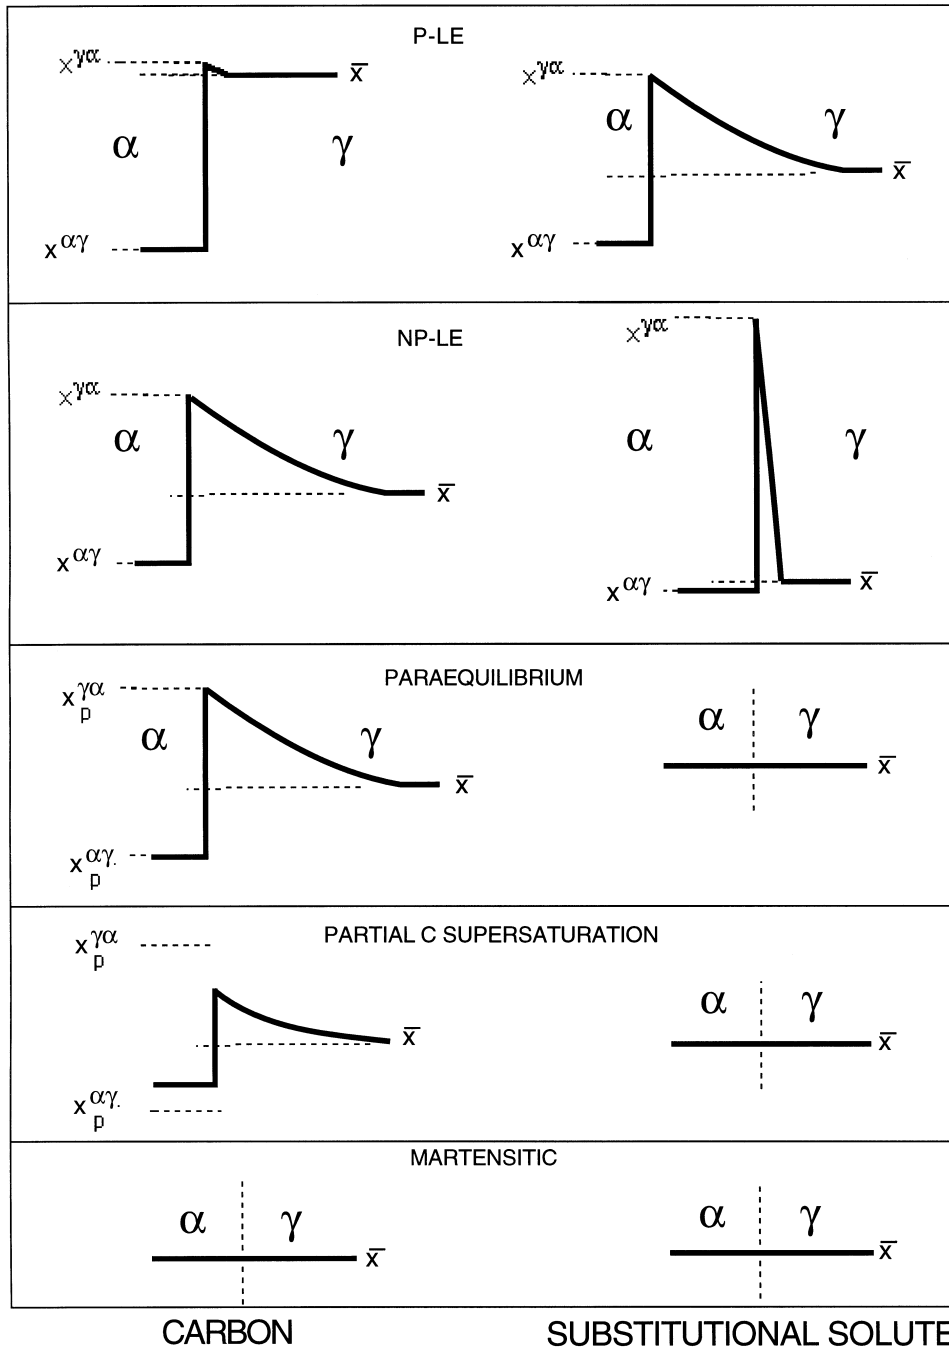 P-LE
x^γα
x̄
α
γ
x^αγ
x^γα
α
γ
x̄
x^αγ
NP-LE
x^γα
α
γ
x̄
x^αγ
x^γα
α
γ
x̄
x^αγ
PARAEQUILIBRIUM
x_p^γα
α
γ
x̄
x_p^αγ
α γ
x̄
PARTIAL C SUPERSATURATION
x_p^γα
x̄
x_p^αγ
α γ
x̄
MARTENSITIC
α γ
x̄
α γ
x̄
CARBON
SUBSTITUTIONAL SOLUTE